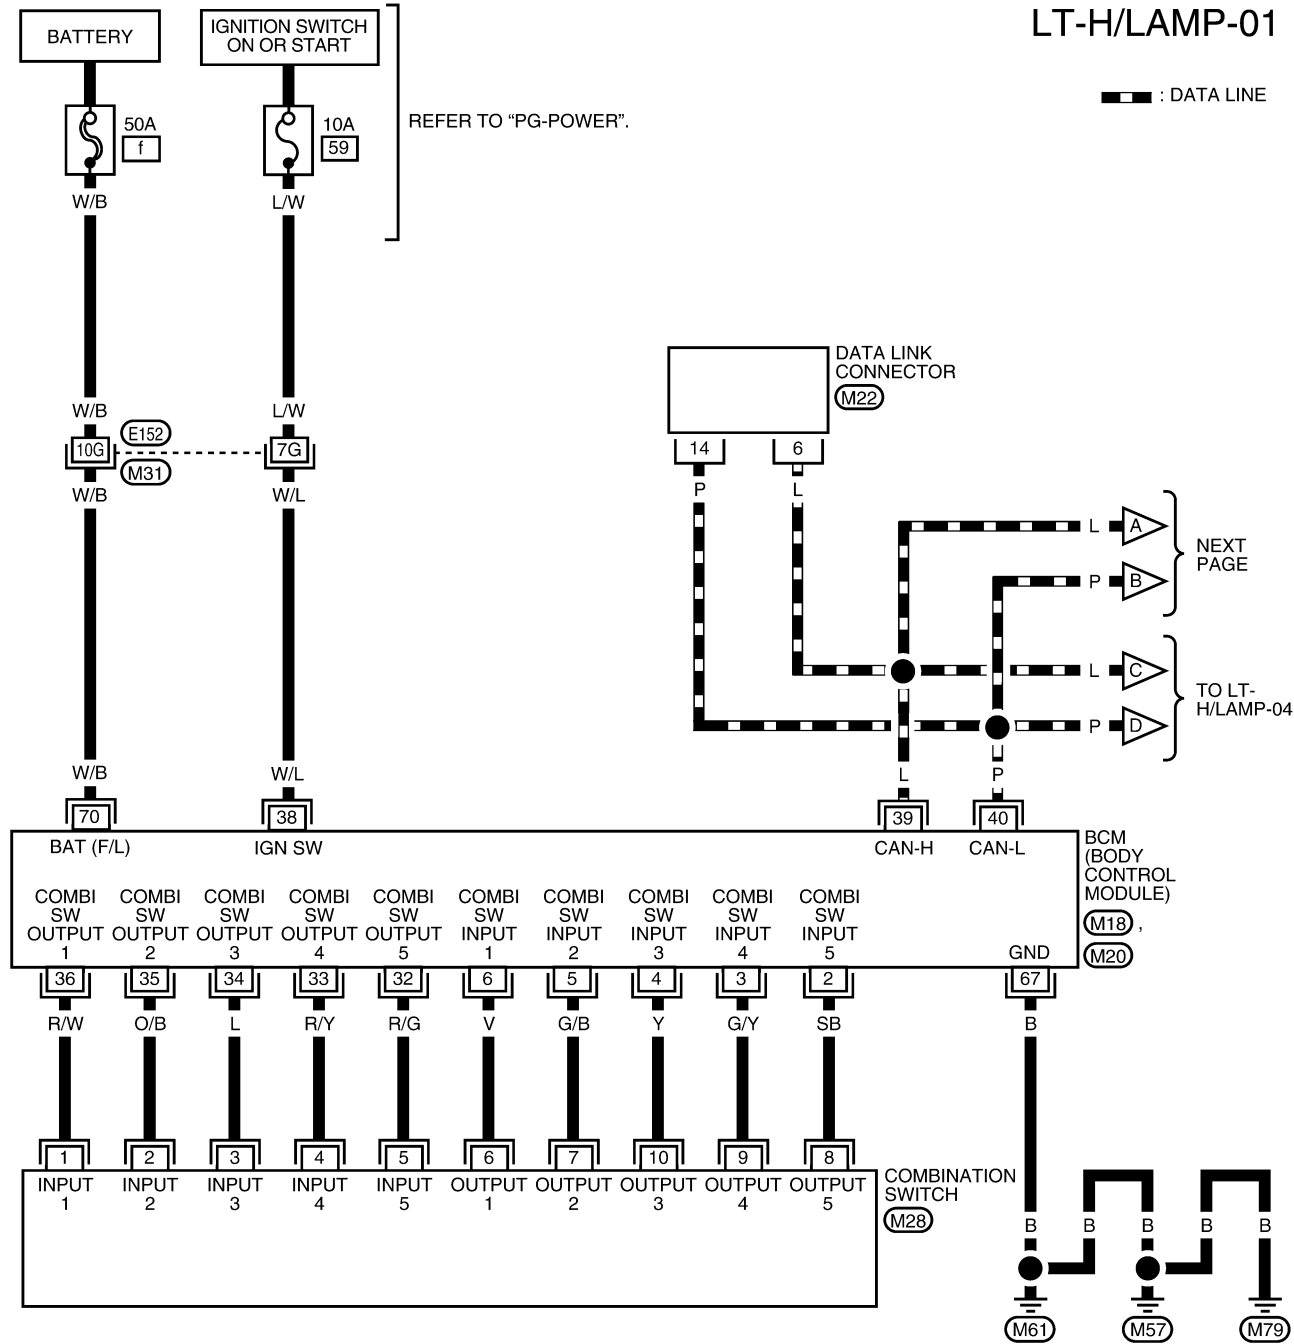 LT-H/LAMP-01
BATTERY
IGNITION SWITCH
ON OR START
: DATA LINE
50A
f
10A
59
REFER TO “PG-POWER”.
W/B
L/W
DATA LINK
CONNECTOR
M22
W/B
L/W
10G
E152
M31
7G
14
6
W/B
W/L
P
L
L
A
P
B
NEXT
PAGE
L
C
P
D
TO LT-
H/LAMP-04
W/B
W/L
L
P
70
38
39
40
BAT (F/L)
IGN SW
CAN-H
CAN-L
BCM
(BODY
CONTROL
MODULE)
M18 ,
M20
COMBI
SW
OUTPUT
1
COMBI
SW
OUTPUT
2
COMBI
SW
OUTPUT
3
COMBI
SW
OUTPUT
4
COMBI
SW
OUTPUT
5
COMBI
SW
INPUT
1
COMBI
SW
INPUT
2
COMBI
SW
INPUT
3
COMBI
SW
INPUT
4
COMBI
SW
INPUT
5
GND
36
35
34
33
32
6
5
4
3
2
67
R/W
O/B
L
R/Y
R/G
V
G/B
Y
G/Y
SB
B
1
2
3
4
5
6
7
10
9
8
INPUT
1
INPUT
2
INPUT
3
INPUT
4
INPUT
5
OUTPUT
1
OUTPUT
2
OUTPUT
3
OUTPUT
4
OUTPUT
5
COMBINATION
SWITCH
M28
B
B
B
B
B
M61
M57
M79